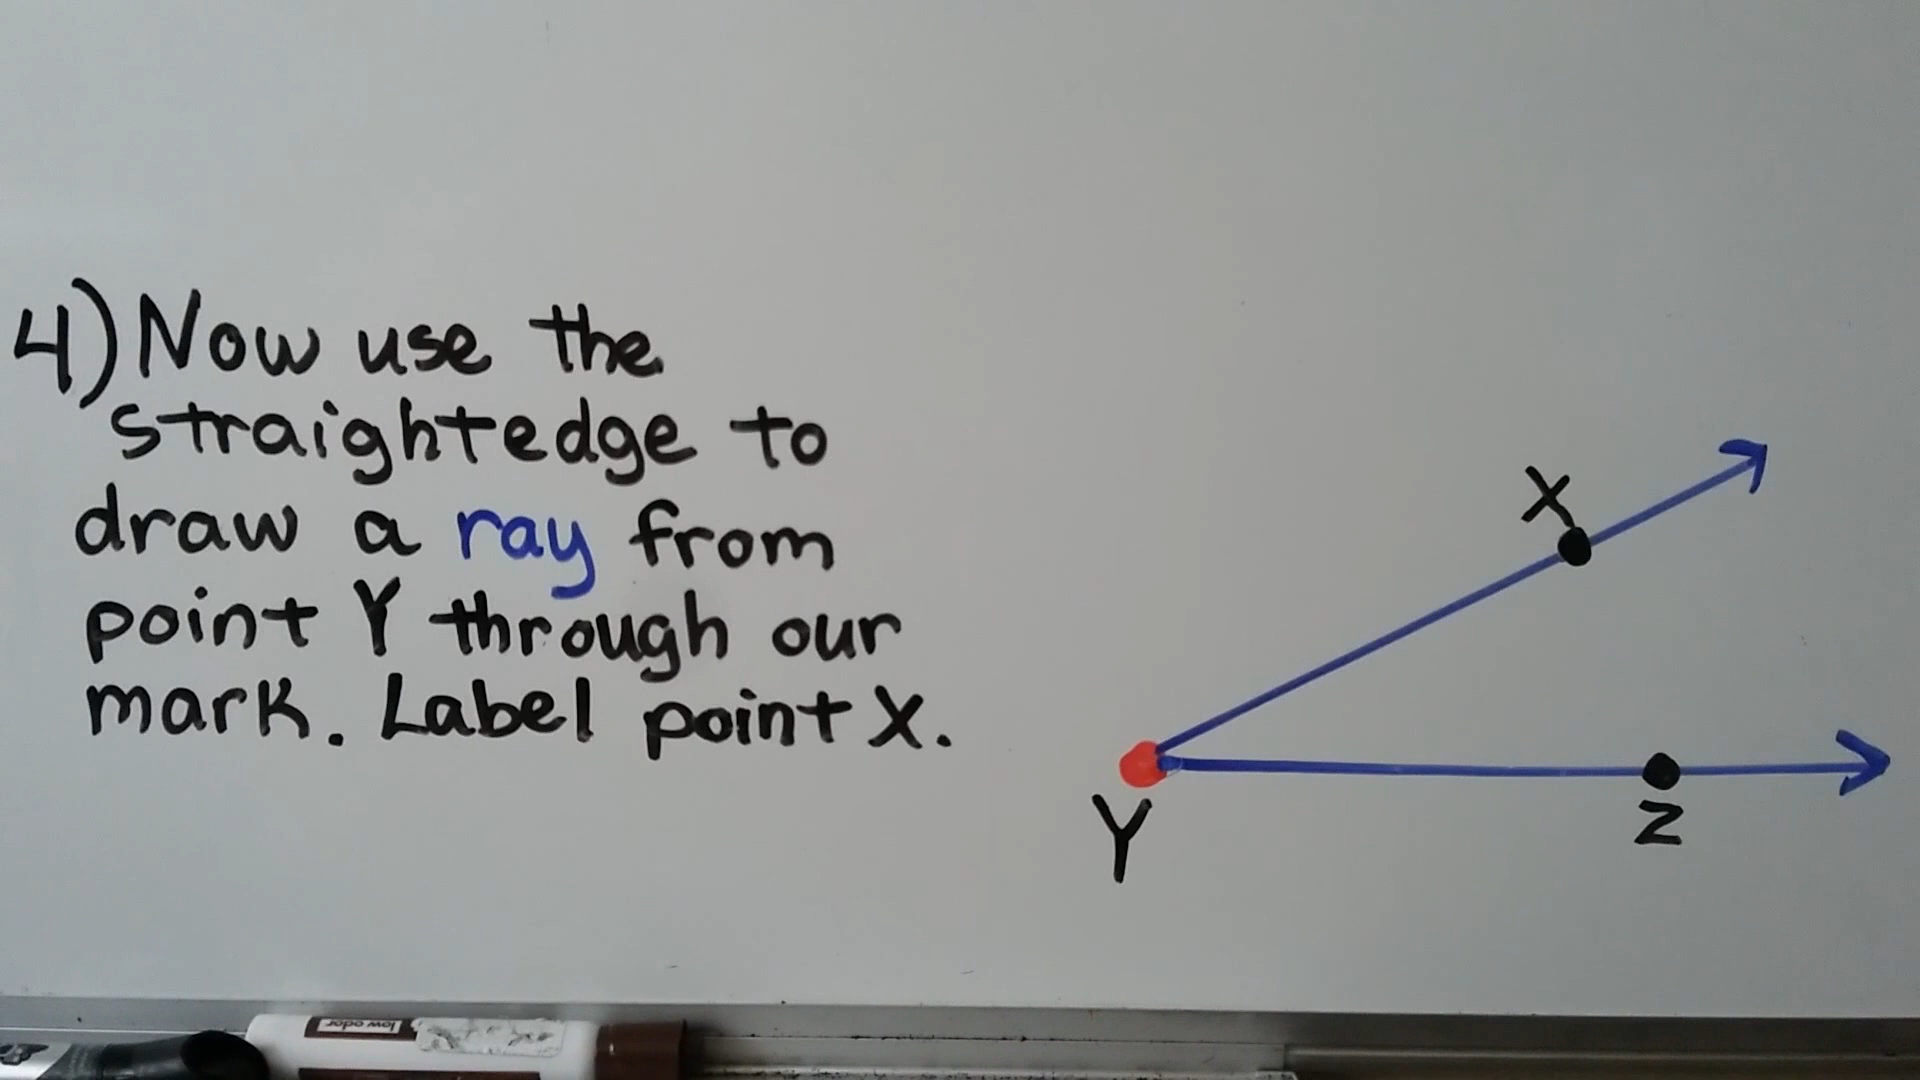 4) Now use the
straightedge to
draw a ray from
point Y through our
mark. Label point X.
X
Y
Z
low odor